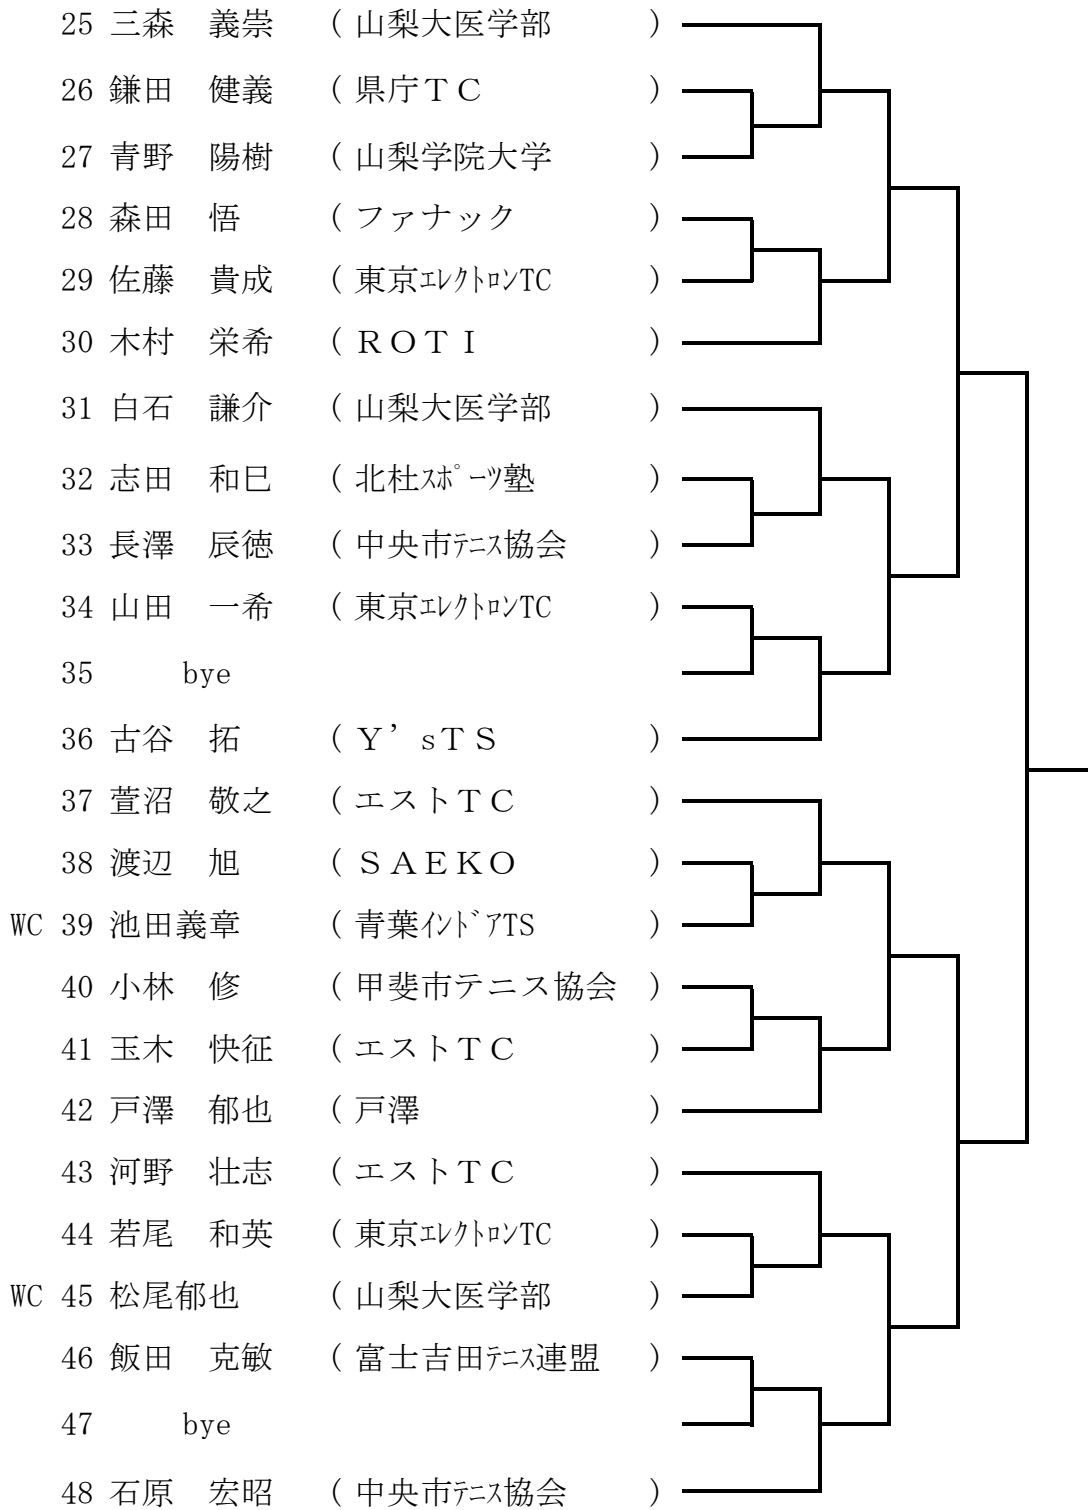 25 三森　義崇　（ 山梨大医学部　）
26 鎌田　健義　（ 県庁ＴＣ　）
27 青野　陽樹　（ 山梨学院大学　）
28 森田　悟　（ ファナック　）
29 佐藤　貴成　（ 東京ｴﾚｸﾄﾛﾝTC　）
30 木村　栄希　（ ＲＯＴＩ　）
31 白石　謙介　（ 山梨大医学部　）
32 志田　和巳　（ 北杜ｽﾎﾟｰﾂ塾　）
33 長澤　辰徳　（ 中央市ﾃﾆｽ協会　）
34 山田　一希　（ 東京ｴﾚｸﾄﾛﾝTC　）
35　bye
36 古谷　拓　（ Ｙ’sＴＳ　）
37 萱沼　敬之　（ エストＴＣ　）
38 渡辺　旭　（ ＳＡＥＫＯ　）
WC 39 池田義章　（ 青葉ｲﾝﾄﾞｱTS　）
40 小林　修　（ 甲斐市テニス協会　）
41 玉木　快征　（ エストＴＣ　）
42 戸澤　郁也　（ 戸澤　）
43 河野　壮志　（ エストＴＣ　）
44 若尾　和英　（ 東京ｴﾚｸﾄﾛﾝTC　）
WC 45 松尾郁也　（ 山梨大医学部　）
46 飯田　克敏　（ 富士吉田ﾃﾆｽ連盟　）
47　bye
48 石原　宏昭　（ 中央市ﾃﾆｽ協会　）